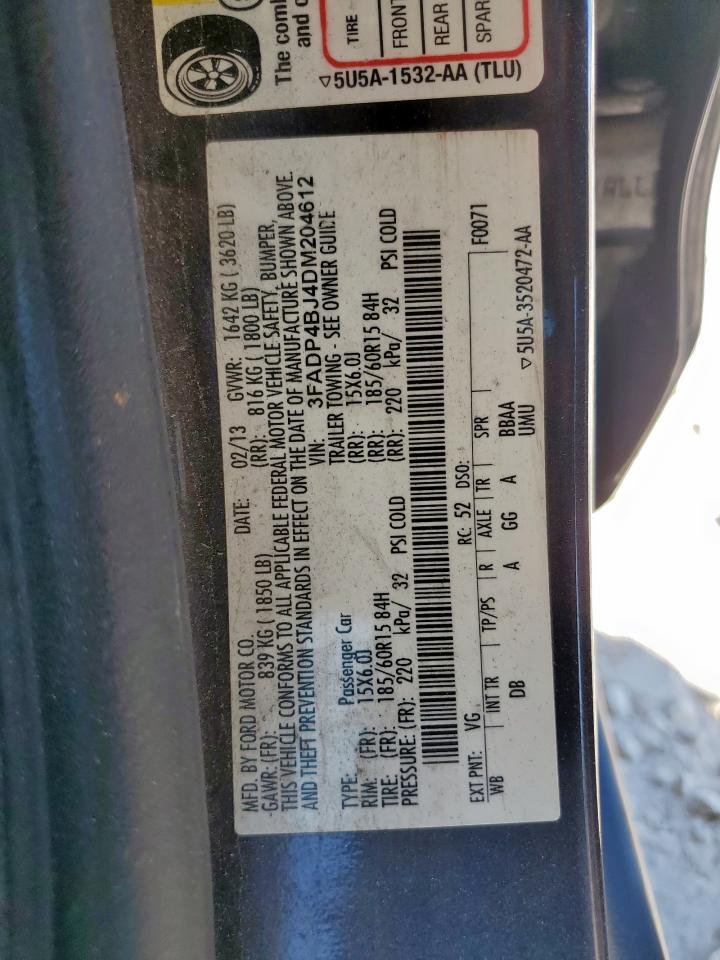 The comb
and c
TIRE
FRONT
REAR
SPAR
▽5U5A-1532-AA (TLU)
MFD. BY FORD MOTOR CO. DATE: 02/13 GVWR: 1642 KG ( 3620 LB)
GAWR: (FR): 839 KG ( 1850 LB) (RR): 816 KG ( 1800 LB)
THIS VEHICLE CONFORMS TO ALL APPLICABLE FEDERAL MOTOR VEHICLE SAFETY, BUMPER,
AND THEFT PREVENTION STANDARDS IN EFFECT ON THE DATE OF MANUFACTURE SHOWN ABOVE.
VIN: 3FADP4BJ4DM204612
TYPE: Passenger Car TRAILER TOWING - SEE OWNER GUIDE
RIM: (FR): 15X6.0J (RR): 15X6.0J
TIRE: (FR): 185/60R15 84H (RR): 185/60R15 84H
PRESSURE: (FR): 220 kPa/ 32 PSI COLD (RR): 220 kPa/ 32 PSI COLD
EXT PNT: VG RC: 52 DSO: F0071
WB INT TR TP/PS R AXLE TR SPR
DB A GG A BBAA
UMU
▽5U5A-3520472-AA